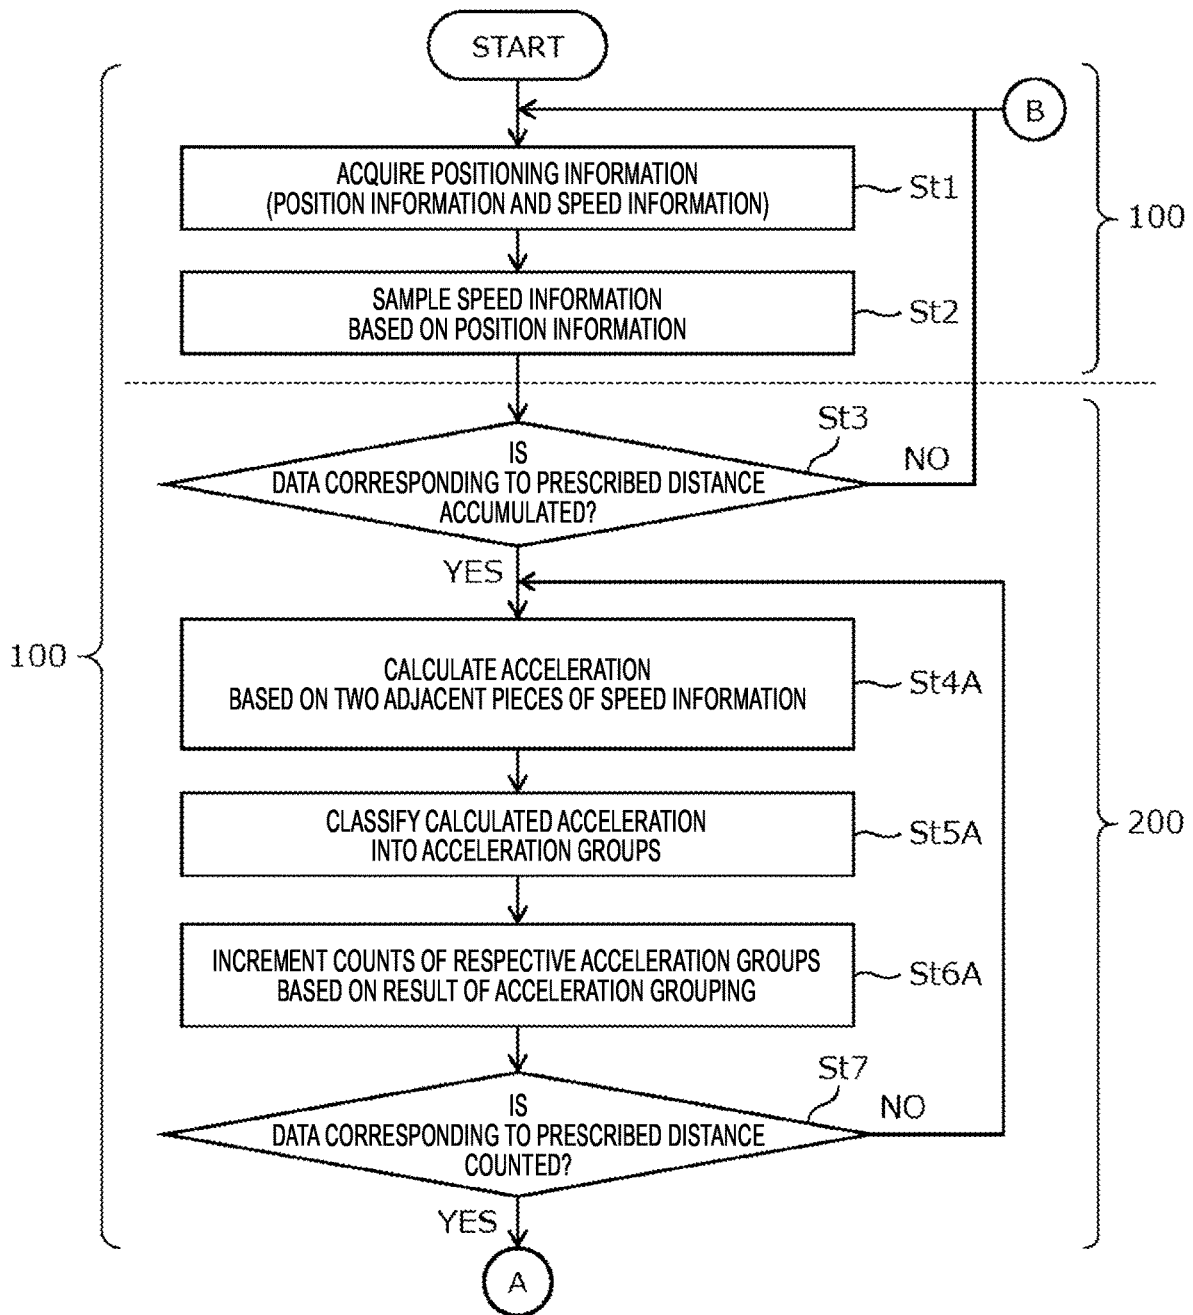 START
B
ACQUIRE POSITIONING INFORMATION
(POSITION INFORMATION AND SPEED INFORMATION)
St1
100
SAMPLE SPEED INFORMATION
BASED ON POSITION INFORMATION
St2
St3
IS
DATA CORRESPONDING TO PRESCRIBED DISTANCE
ACCUMULATED?
NO
YES
100
CALCULATE ACCELERATION
BASED ON TWO ADJACENT PIECES OF SPEED INFORMATION
St4A
CLASSIFY CALCULATED ACCELERATION
INTO ACCELERATION GROUPS
St5A
200
INCREMENT COUNTS OF RESPECTIVE ACCELERATION GROUPS
BASED ON RESULT OF ACCELERATION GROUPING
St6A
St7
IS
DATA CORRESPONDING TO PRESCRIBED DISTANCE
COUNTED?
NO
YES
A